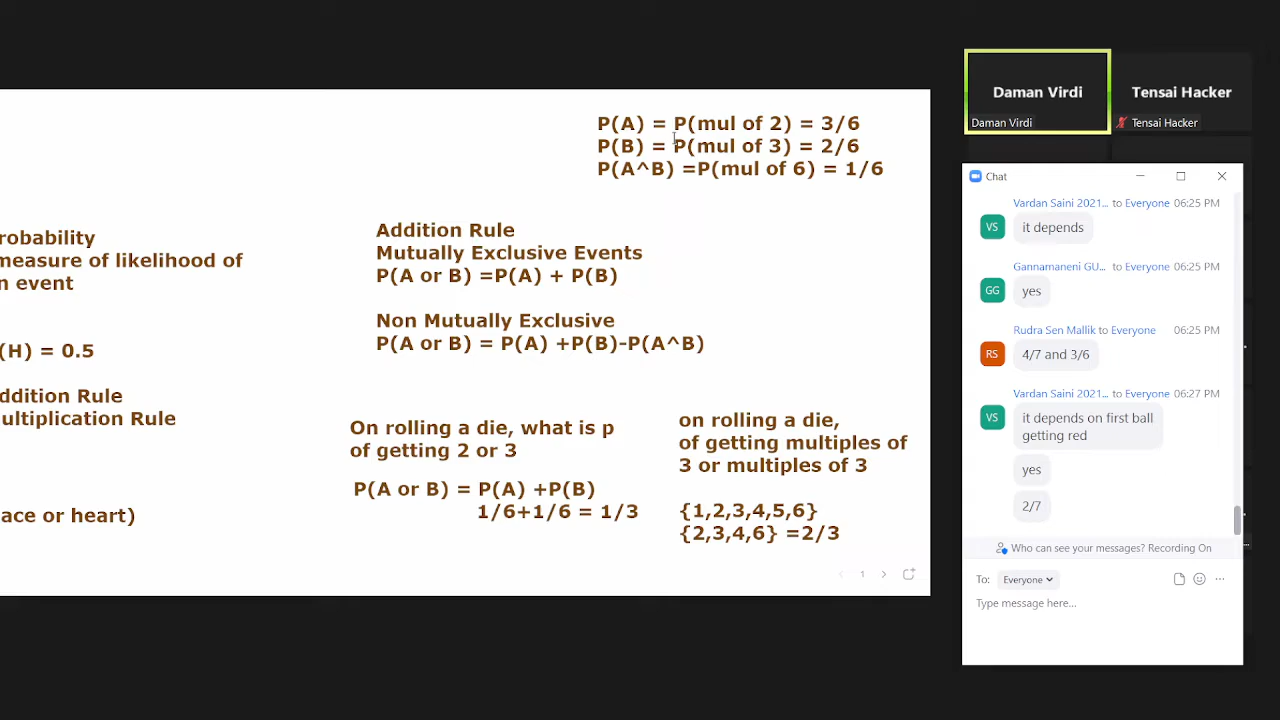 P(A) = P(mul of 2) = 3/6
P(B) = P(mul of 3) = 2/6
P(A^B) =P(mul of 6) = 1/6
robability
measure of likelihood of
n event
(H) = 0.5
ddition Rule
ultiplication Rule
ace or heart)
Addition Rule
Mutually Exclusive Events
P(A or B) =P(A) + P(B)
Non Mutually Exclusive
P(A or B) = P(A) +P(B)-P(A^B)
On rolling a die, what is p
of getting 2 or 3
P(A or B) = P(A) +P(B)
1/6+1/6 = 1/3
on rolling a die,
of getting multiples of
3 or multiples of 3
{1,2,3,4,5,6}
{2,3,4,6} =2/3
1
Daman Virdi
Daman Virdi
Tensai Hacker
Tensai Hacker
Chat
Vardan Saini 2021... to Everyone 06:25 PM
VS
it depends
Gannamaneni GU... to Everyone 06:25 PM
GG
yes
Rudra Sen Mallik to Everyone 06:25 PM
RS
4/7 and 3/6
Vardan Saini 2021... to Everyone 06:27 PM
VS
it depends on first ball
getting red
yes
2/7
Who can see your messages? Recording On
To: Everyone
Type message here...